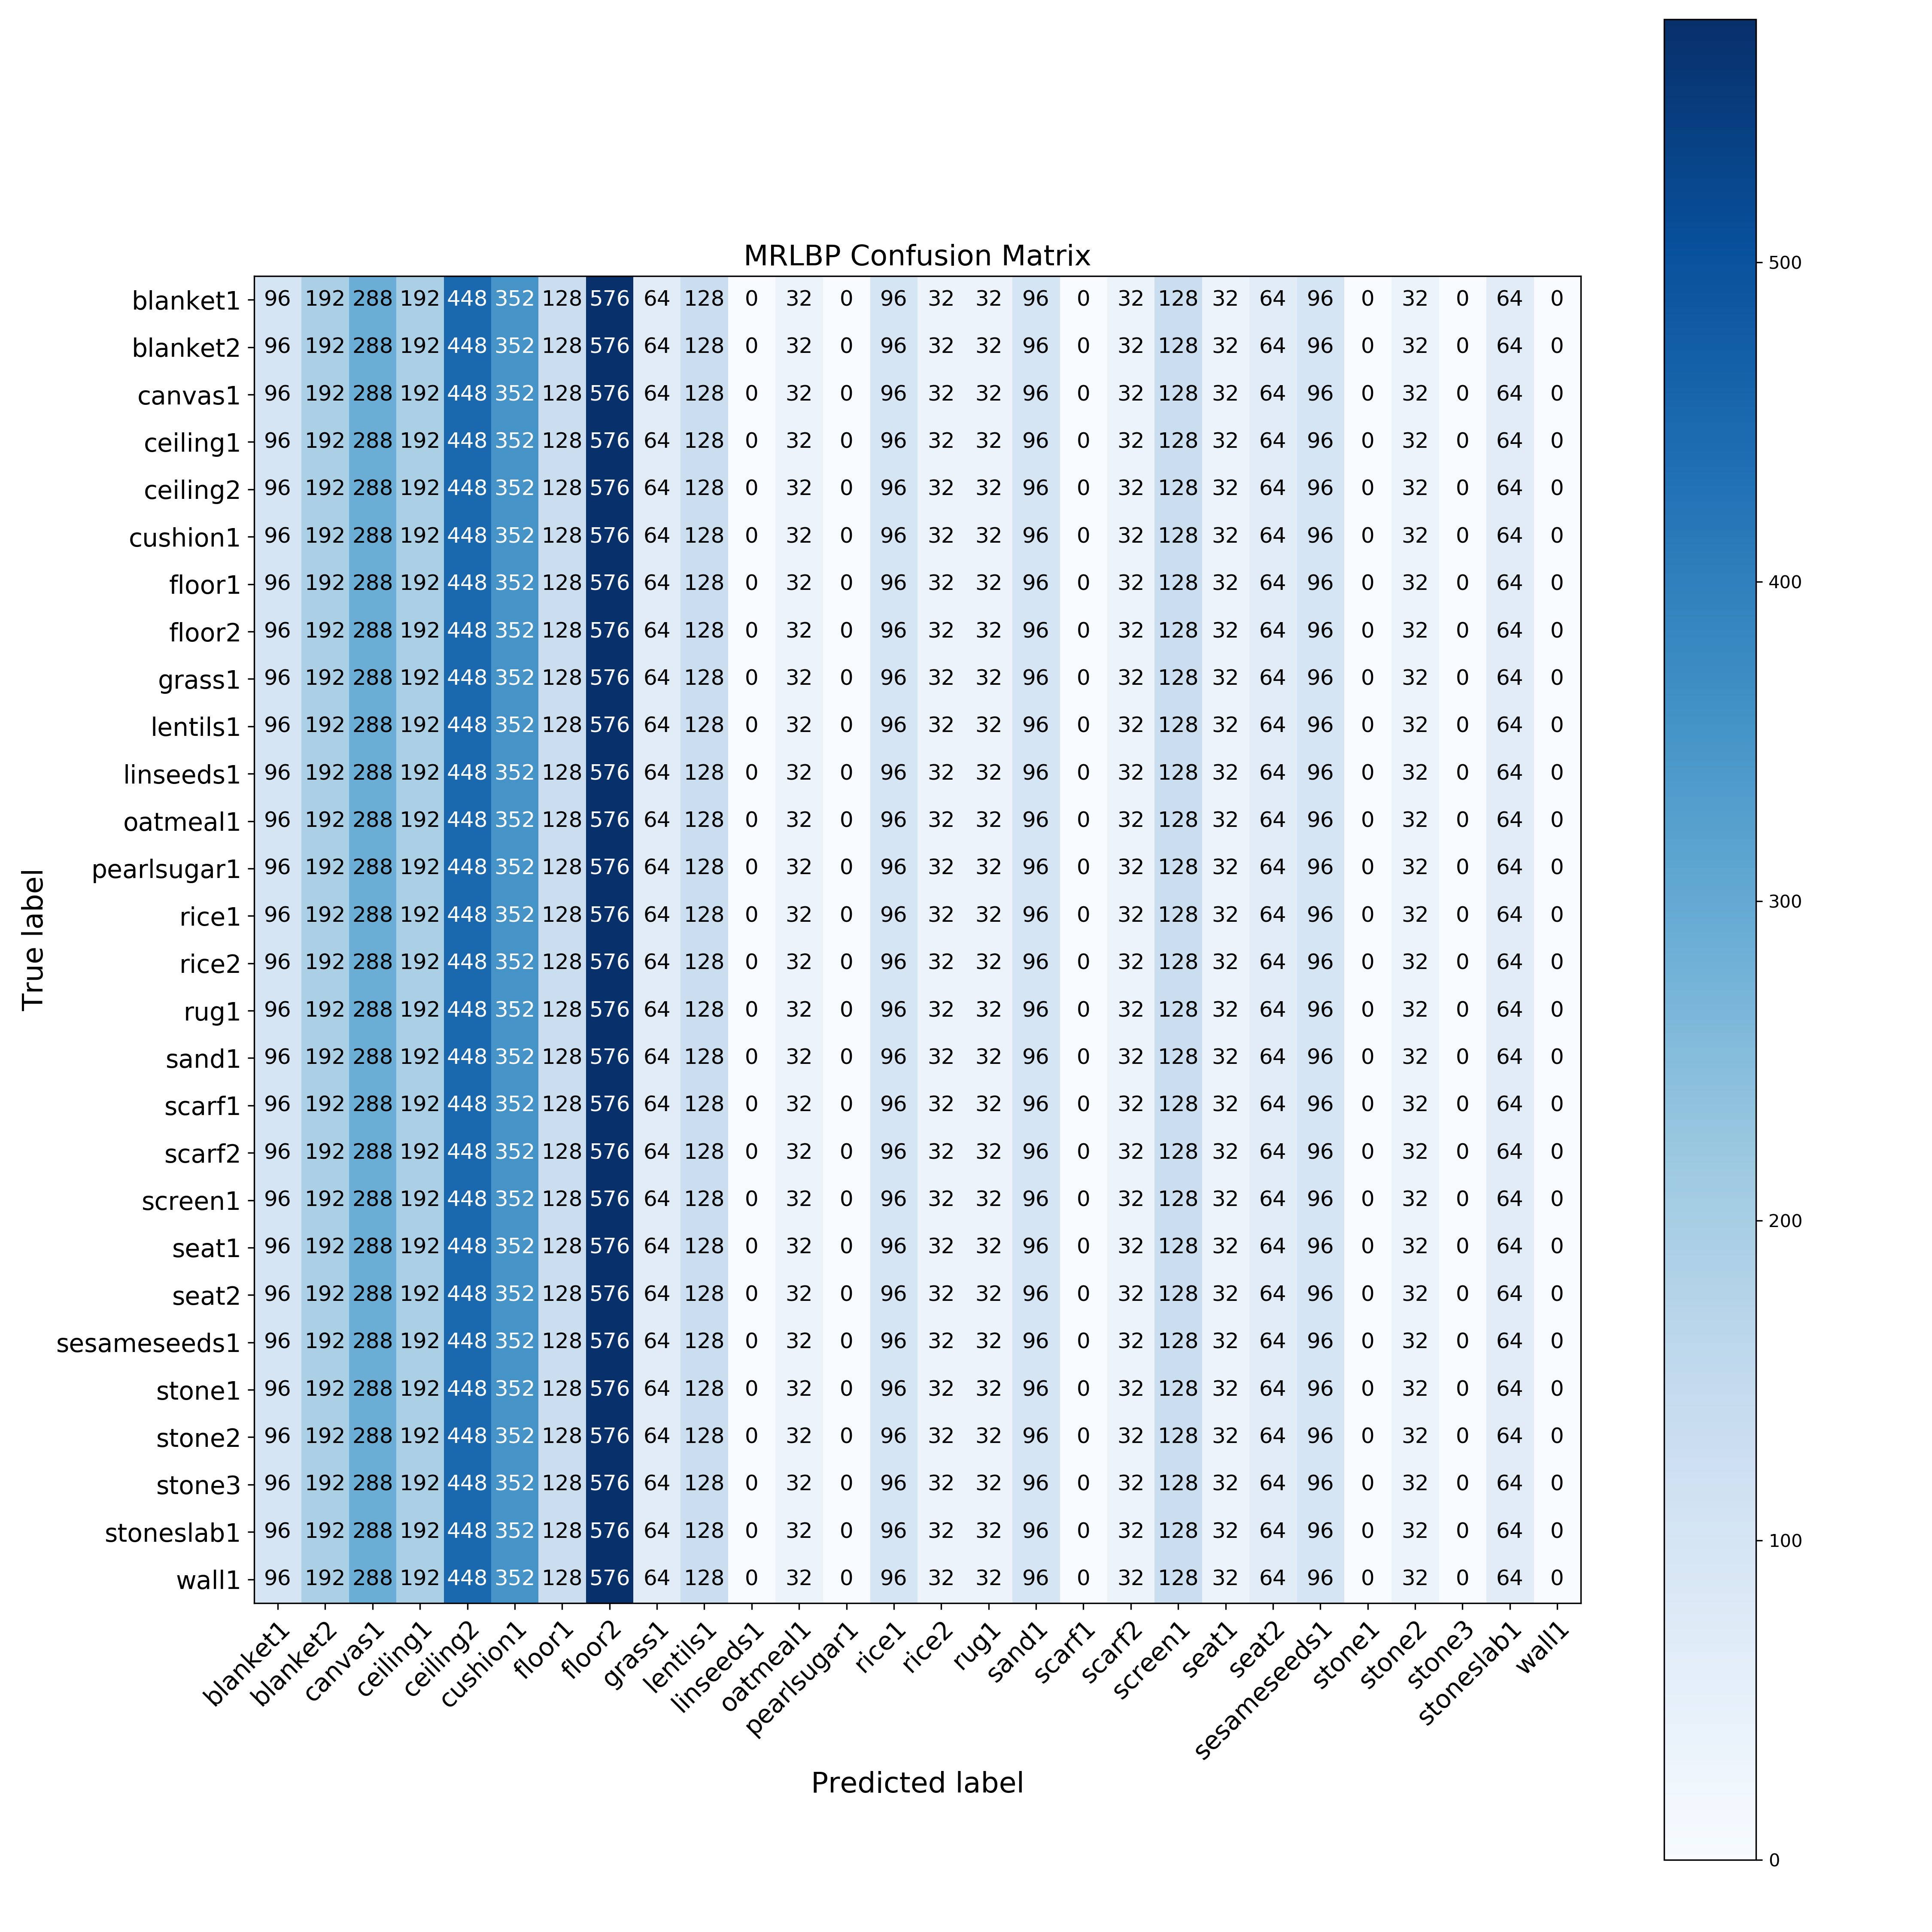 MRLBP Confusion Matrix
True label
blanket1 96 192 288 192 448 352 128 576 64 128 0 32 0 96 32 32 96 0 32 128 32 64 96 0 32 0 64 0
blanket2 96 192 288 192 448 352 128 576 64 128 0 32 0 96 32 32 96 0 32 128 32 64 96 0 32 0 64 0
canvas1 96 192 288 192 448 352 128 576 64 128 0 32 0 96 32 32 96 0 32 128 32 64 96 0 32 0 64 0
ceiling1 96 192 288 192 448 352 128 576 64 128 0 32 0 96 32 32 96 0 32 128 32 64 96 0 32 0 64 0
ceiling2 96 192 288 192 448 352 128 576 64 128 0 32 0 96 32 32 96 0 32 128 32 64 96 0 32 0 64 0
cushion1 96 192 288 192 448 352 128 576 64 128 0 32 0 96 32 32 96 0 32 128 32 64 96 0 32 0 64 0
floor1 96 192 288 192 448 352 128 576 64 128 0 32 0 96 32 32 96 0 32 128 32 64 96 0 32 0 64 0
floor2 96 192 288 192 448 352 128 576 64 128 0 32 0 96 32 32 96 0 32 128 32 64 96 0 32 0 64 0
grass1 96 192 288 192 448 352 128 576 64 128 0 32 0 96 32 32 96 0 32 128 32 64 96 0 32 0 64 0
lentils1 96 192 288 192 448 352 128 576 64 128 0 32 0 96 32 32 96 0 32 128 32 64 96 0 32 0 64 0
linseeds1 96 192 288 192 448 352 128 576 64 128 0 32 0 96 32 32 96 0 32 128 32 64 96 0 32 0 64 0
oatmeal1 96 192 288 192 448 352 128 576 64 128 0 32 0 96 32 32 96 0 32 128 32 64 96 0 32 0 64 0
pearlsugar1 96 192 288 192 448 352 128 576 64 128 0 32 0 96 32 32 96 0 32 128 32 64 96 0 32 0 64 0
rice1 96 192 288 192 448 352 128 576 64 128 0 32 0 96 32 32 96 0 32 128 32 64 96 0 32 0 64 0
rice2 96 192 288 192 448 352 128 576 64 128 0 32 0 96 32 32 96 0 32 128 32 64 96 0 32 0 64 0
rug1 96 192 288 192 448 352 128 576 64 128 0 32 0 96 32 32 96 0 32 128 32 64 96 0 32 0 64 0
sand1 96 192 288 192 448 352 128 576 64 128 0 32 0 96 32 32 96 0 32 128 32 64 96 0 32 0 64 0
scarf1 96 192 288 192 448 352 128 576 64 128 0 32 0 96 32 32 96 0 32 128 32 64 96 0 32 0 64 0
scarf2 96 192 288 192 448 352 128 576 64 128 0 32 0 96 32 32 96 0 32 128 32 64 96 0 32 0 64 0
screen1 96 192 288 192 448 352 128 576 64 128 0 32 0 96 32 32 96 0 32 128 32 64 96 0 32 0 64 0
seat1 96 192 288 192 448 352 128 576 64 128 0 32 0 96 32 32 96 0 32 128 32 64 96 0 32 0 64 0
seat2 96 192 288 192 448 352 128 576 64 128 0 32 0 96 32 32 96 0 32 128 32 64 96 0 32 0 64 0
sesameseeds1 96 192 288 192 448 352 128 576 64 128 0 32 0 96 32 32 96 0 32 128 32 64 96 0 32 0 64 0
stone1 96 192 288 192 448 352 128 576 64 128 0 32 0 96 32 32 96 0 32 128 32 64 96 0 32 0 64 0
stone2 96 192 288 192 448 352 128 576 64 128 0 32 0 96 32 32 96 0 32 128 32 64 96 0 32 0 64 0
stone3 96 192 288 192 448 352 128 576 64 128 0 32 0 96 32 32 96 0 32 128 32 64 96 0 32 0 64 0
stoneslab1 96 192 288 192 448 352 128 576 64 128 0 32 0 96 32 32 96 0 32 128 32 64 96 0 32 0 64 0
wall1 96 192 288 192 448 352 128 576 64 128 0 32 0 96 32 32 96 0 32 128 32 64 96 0 32 0 64 0
blanket1 blanket2 canvas1 ceiling1 ceiling2 cushion1 floor1 floor2 grass1 lentils1 linseeds1 oatmeal1 pearlsugar1 rice1 rice2 rug1 sand1 scarf1 scarf2 screen1 seat1 seat2 sesameseeds1 stone1 stone2 stone3 stoneslab1 wall1
Predicted label
500
400
300
200
100
0